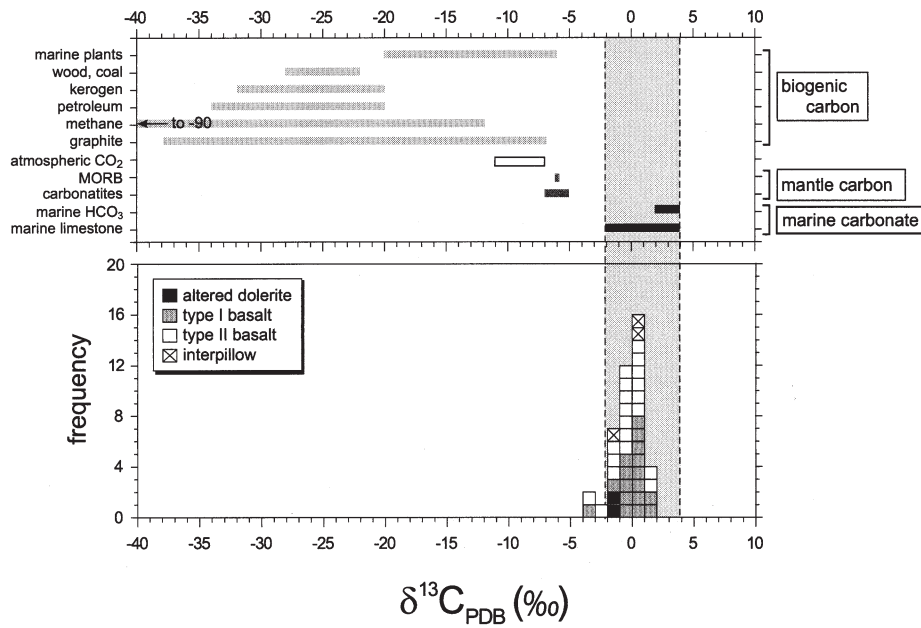 -40 -35 -30 -25 -20 -15 -10 -5 0 5 10
marine plants
wood, coal
kerogen
petroleum
methane
to -90
graphite
atmospheric CO₂
MORB
carbonatites
marine HCO₃
marine limestone
biogenic
carbon
mantle carbon
marine carbonate
20
16
12
8
4
0
frequency
altered dolerite
type I basalt
type II basalt
interpillow
-40 -35 -30 -25 -20 -15 -10 -5 0 5 10
δ¹³C_PDB (‰)